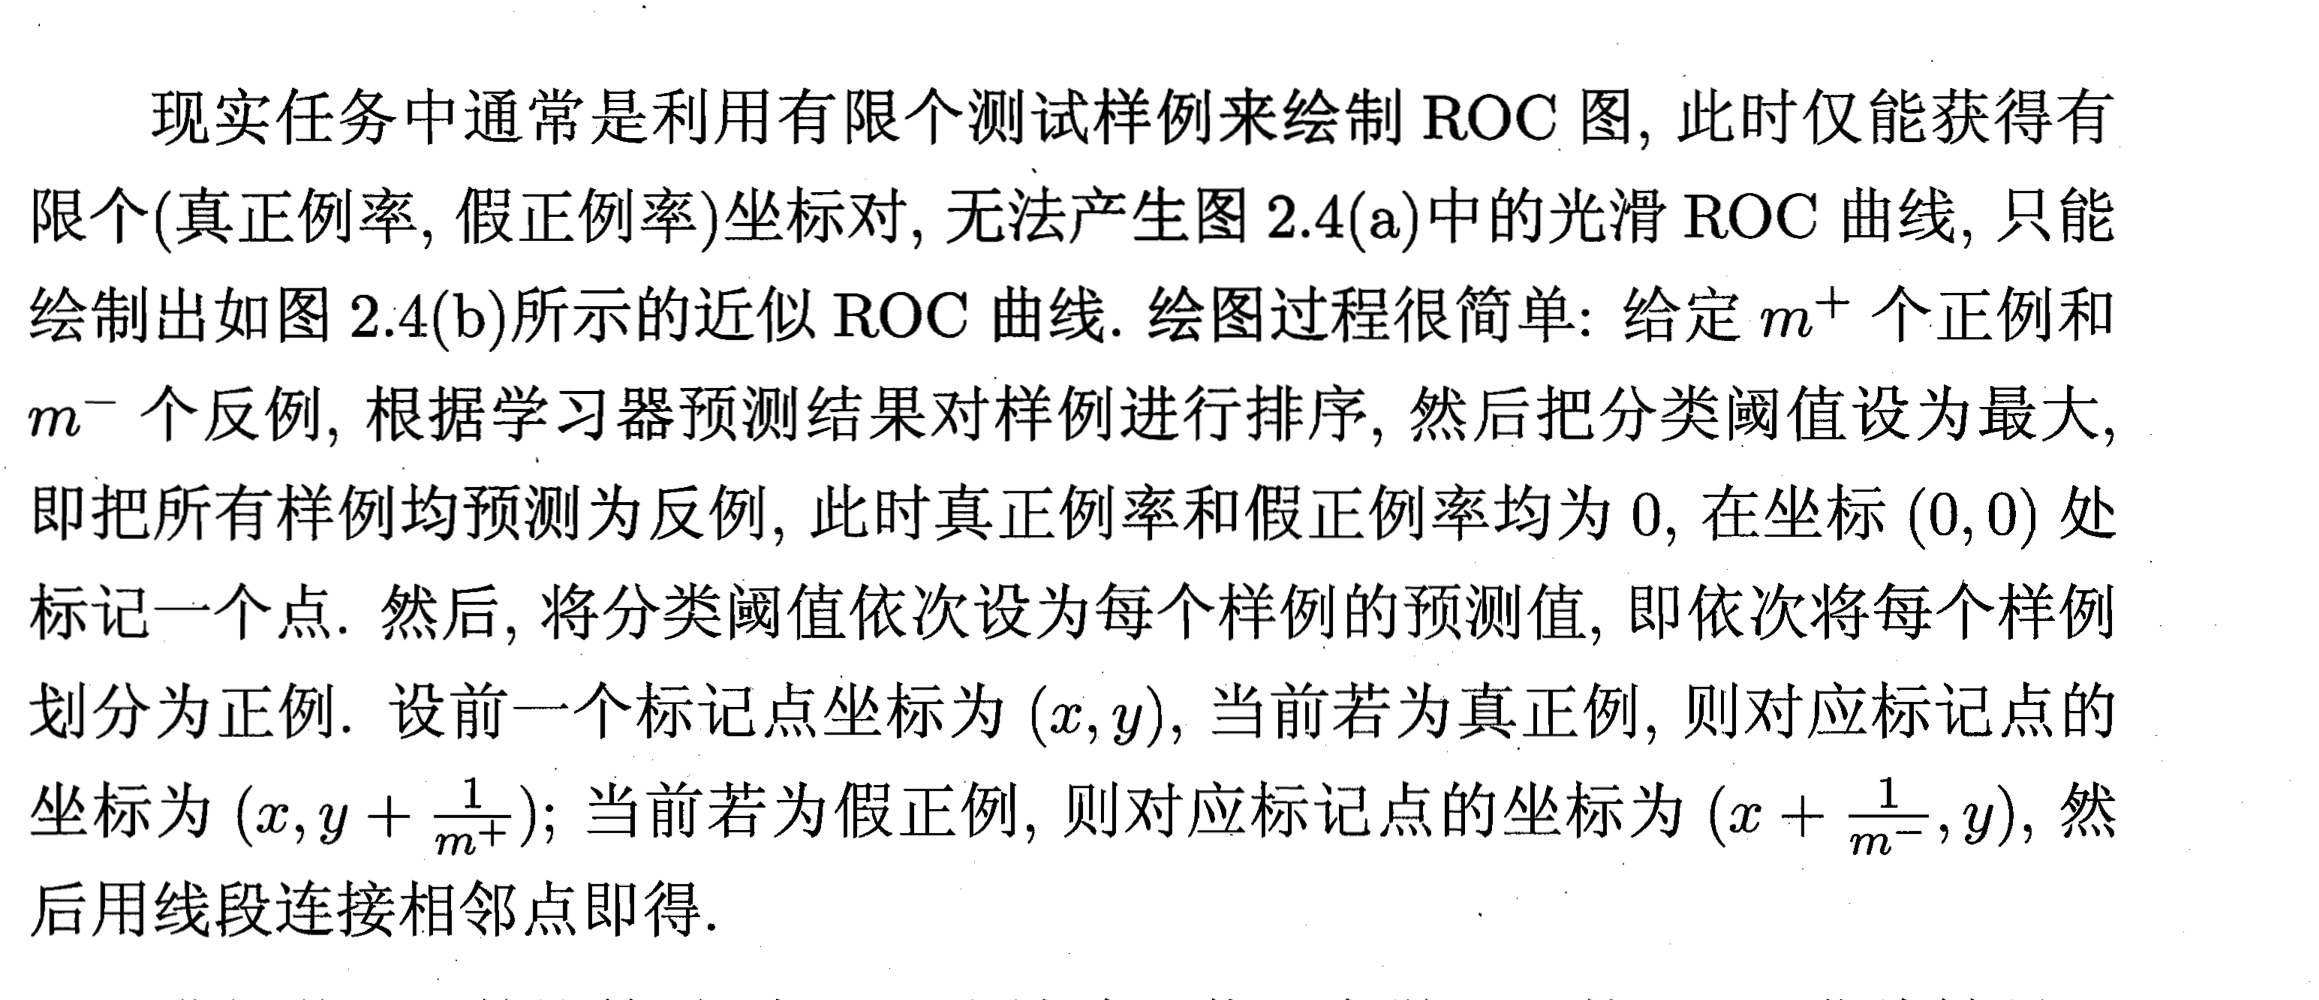 现实任务中通常是利用有限个测试样例来绘制 ROC 图, 此时仅能获得有
限个(真正例率, 假正例率)坐标对, 无法产生图 2.4(a)中的光滑 ROC 曲线, 只能
绘制出如图 2.4(b)所示的近似 ROC 曲线. 绘图过程很简单: 给定 m⁺ 个正例和
m⁻ 个反例, 根据学习器预测结果对样例进行排序, 然后把分类阈值设为最大,
即把所有样例均预测为反例, 此时真正例率和假正例率均为 0, 在坐标 (0, 0) 处
标记一个点. 然后, 将分类阈值依次设为每个样例的预测值, 即依次将每个样例
划分为正例. 设前一个标记点坐标为 (x, y), 当前若为真正例, 则对应标记点的
坐标为 (x, y + 1/m⁺); 当前若为假正例, 则对应标记点的坐标为 (x + 1/m⁻, y), 然
后用线段连接相邻点即得.